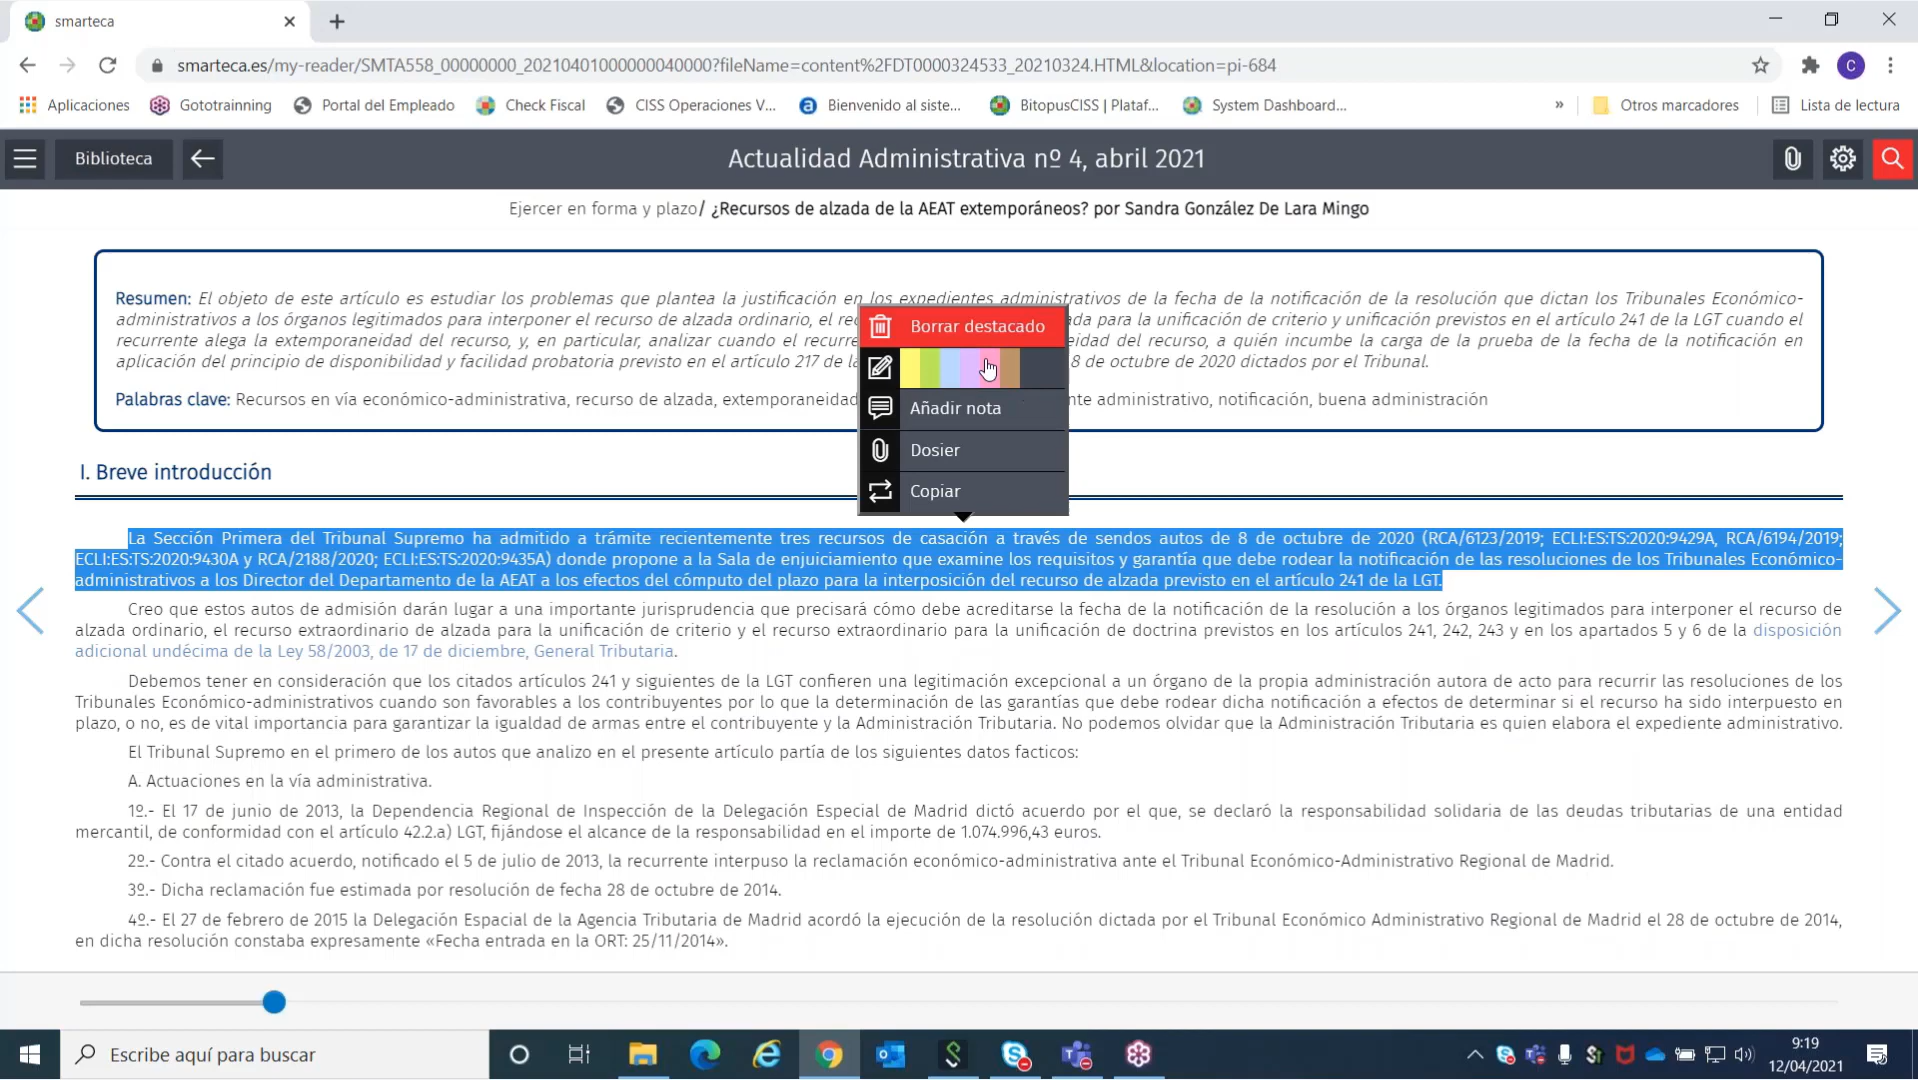 smarteca
smarteca.es/my-reader/SMTA558_00000000_20210401000000040000?fileName=content%2FDT0000324533_20210324.HTML&location=pi-684
C
Aplicaciones
Gototrainning
Portal del Empleado
Check Fiscal
CISS Operaciones V...
Bienvenido al siste...
BitopusCISS | Plataf...
System Dashboard...
»
Otros marcadores
Lista de lectura
Biblioteca
Actualidad Administrativa nº 4, abril 2021
Ejercer en forma y plazo/ ¿Recursos de alzada de la AEAT extemporáneos? por Sandra González De Lara Mingo
Resumen: El objeto de este artículo es estudiar los problemas que plantea la justificación en los expedientes administrativos de la fecha de la notificación de la resolución que dictan los Tribunales Económico-
administrativos a los órganos legitimados para interponer el recurso de alzada ordinario, el rec ada para la unificación de criterio y unificación previstos en el artículo 241 de la LGT cuando el
recurrente alega la extemporaneidad del recurso, y, en particular, analizar cuando el recurre eidad del recurso, a quién incumbe la carga de la prueba de la fecha de la notificación en
aplicación del principio de disponibilidad y facilidad probatoria previsto en el artículo 217 de la 8 de octubre de 2020 dictados por el Tribunal.
Palabras clave: Recursos en vía económico-administrativa, recurso de alzada, extemporaneidad nte administrativo, notificación, buena administración
Borrar destacado
Añadir nota
Dosier
Copiar
I. Breve introducción
La Sección Primera del Tribunal Supremo ha admitido a trámite recientemente tres recursos de casación a través de sendos autos de 8 de octubre de 2020 (RCA/6123/2019; ECLI:ES:TS:2020:9429A, RCA/6194/2019;
ECLI:ES:TS:2020:9430A y RCA/2188/2020; ECLI:ES:TS:2020:9435A) donde propone a la Sala de enjuiciamiento que examine los requisitos y garantía que debe rodear la notificación de las resoluciones de los Tribunales Económico-
administrativos a los Director del Departamento de la AEAT a los efectos del cómputo del plazo para la interposición del recurso de alzada previsto en el artículo 241 de la LGT.
Creo que estos autos de admisión darán lugar a una importante jurisprudencia que precisará cómo debe acreditarse la fecha de la notificación de la resolución a los órganos legitimados para interponer el recurso de
alzada ordinario, el recurso extraordinario de alzada para la unificación de criterio y el recurso extraordinario para la unificación de doctrina previstos en los artículos 241, 242, 243 y en los apartados 5 y 6 de la disposición
adicional undécima de la Ley 58/2003, de 17 de diciembre, General Tributaria.
Debemos tener en consideración que los citados artículos 241 y siguientes de la LGT confieren una legitimación excepcional a un órgano de la propia administración autora de acto para recurrir las resoluciones de los
Tribunales Económico-administrativos cuando son favorables a los contribuyentes por lo que la determinación de las garantías que debe rodear dicha notificación a efectos de determinar si el recurso ha sido interpuesto en
plazo, o no, es de vital importancia para garantizar la igualdad de armas entre el contribuyente y la Administración Tributaria. No podemos olvidar que la Administración Tributaria es quien elabora el expediente administrativo.
El Tribunal Supremo en el primero de los autos que analizo en el presente artículo partía de los siguientes datos facticos:
A. Actuaciones en la vía administrativa.
1º.- El 17 de junio de 2013, la Dependencia Regional de Inspección de la Delegación Especial de Madrid dictó acuerdo por el que, se declaró la responsabilidad solidaria de las deudas tributarias de una entidad
mercantil, de conformidad con el artículo 42.2.a) LGT, fijándose el alcance de la responsabilidad en el importe de 1.074.996,43 euros.
2º.- Contra el citado acuerdo, notificado el 5 de julio de 2013, la recurrente interpuso la reclamación económico-administrativa ante el Tribunal Económico-Administrativo Regional de Madrid.
3º.- Dicha reclamación fue estimada por resolución de fecha 28 de octubre de 2014.
4º.- El 27 de febrero de 2015 la Delegación Espacial de la Agencia Tributaria de Madrid acordó la ejecución de la resolución dictada por el Tribunal Económico Administrativo Regional de Madrid el 28 de octubre de 2014,
en dicha resolución constaba expresamente «Fecha entrada en la ORT: 25/11/2014».
Escribe aquí para buscar
9:19
12/04/2021